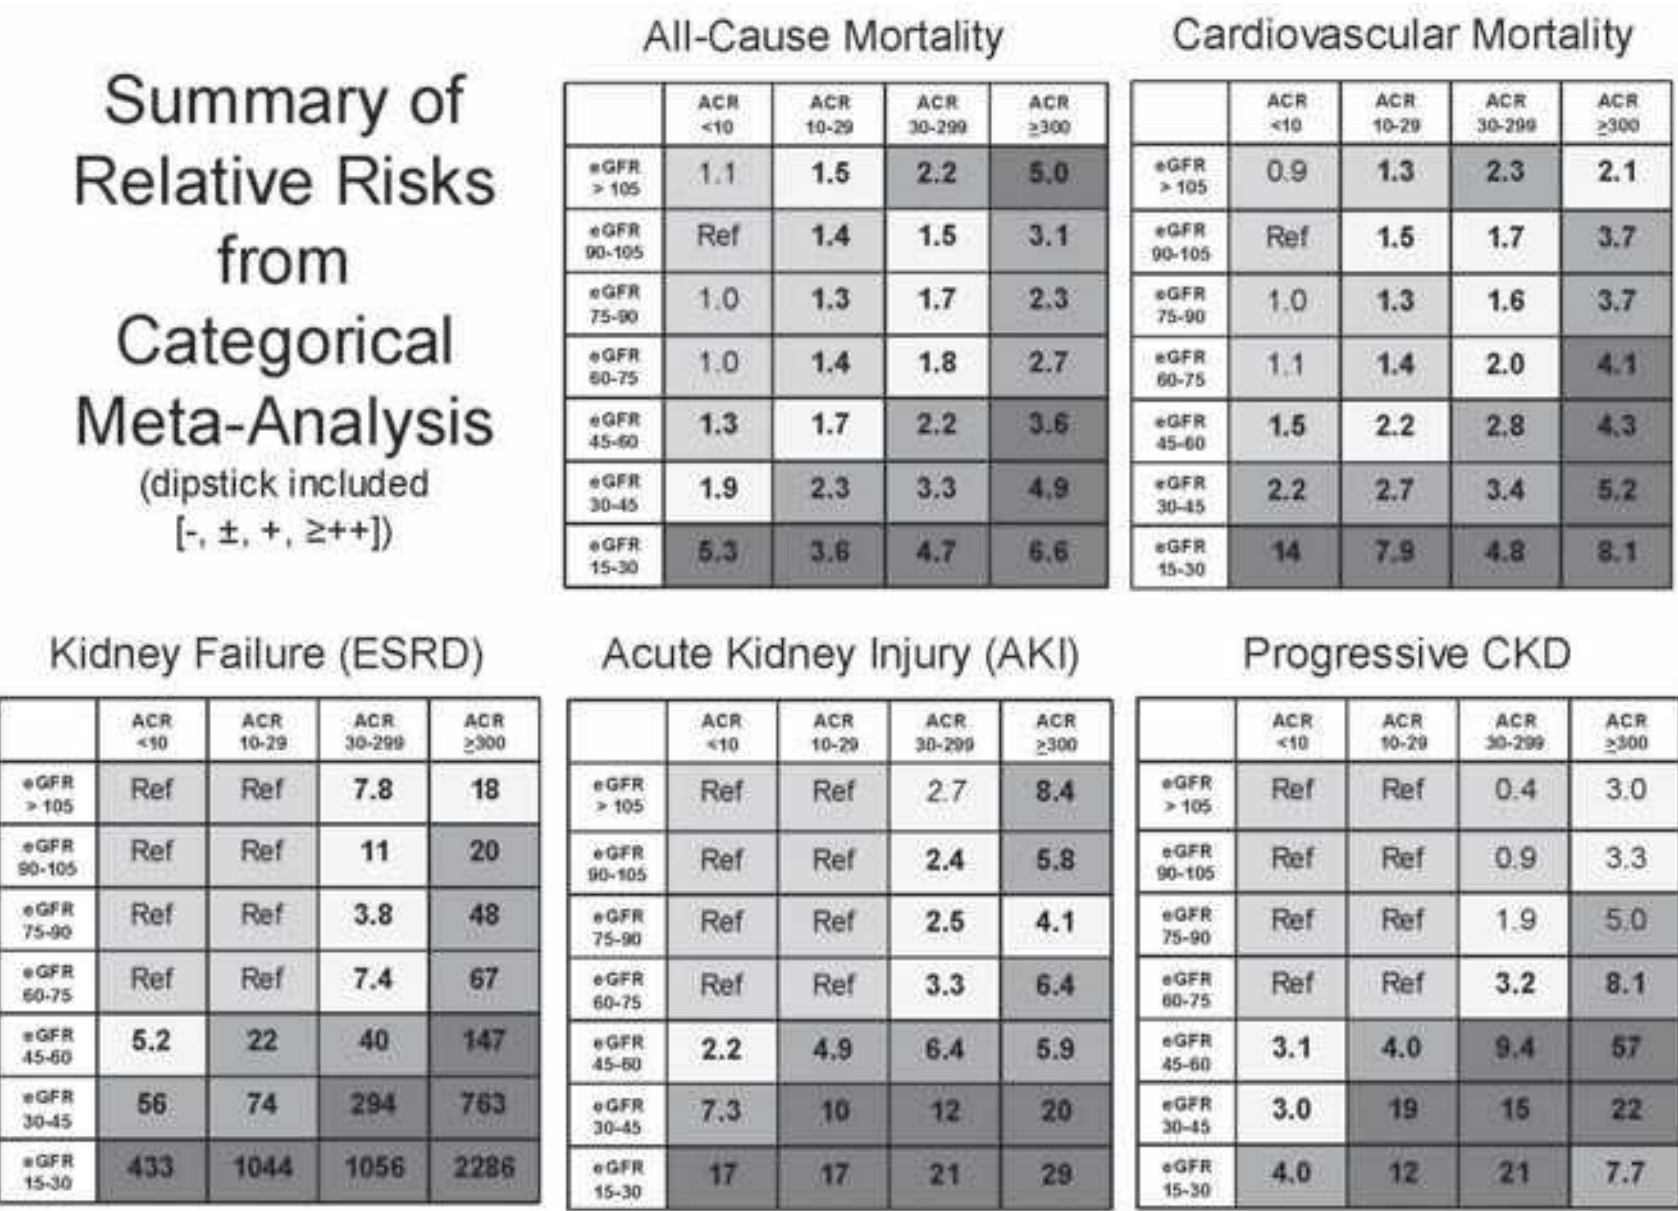 Summary of
Relative Risks
from
Categorical
Meta-Analysis
(dipstick included
[-, ±, +, ≥++])
All-Cause Mortality
ACR <10 ACR 10-29 ACR 30-299 ACR ≥300
eGFR > 105 1.1 1.5 2.2 5.0
eGFR 90-105 Ref 1.4 1.5 3.1
eGFR 75-90 1.0 1.3 1.7 2.3
eGFR 60-75 1.0 1.4 1.8 2.7
eGFR 45-60 1.3 1.7 2.2 3.6
eGFR 30-45 1.9 2.3 3.3 4.9
eGFR 15-30 5.3 3.6 4.7 6.6
Cardiovascular Mortality
ACR <10 ACR 10-29 ACR 30-299 ACR ≥300
eGFR > 105 0.9 1.3 2.3 2.1
eGFR 90-105 Ref 1.5 1.7 3.7
eGFR 75-90 1.0 1.3 1.6 3.7
eGFR 60-75 1.1 1.4 2.0 4.1
eGFR 45-60 1.5 2.2 2.8 4.3
eGFR 30-45 2.2 2.7 3.4 5.2
eGFR 15-30 14 7.9 4.8 8.1
Kidney Failure (ESRD)
ACR <10 ACR 10-29 ACR 30-299 ACR ≥300
eGFR > 105 Ref Ref 7.8 18
eGFR 90-105 Ref Ref 11 20
eGFR 75-90 Ref Ref 3.8 48
eGFR 60-75 Ref Ref 7.4 67
eGFR 45-60 5.2 22 40 147
eGFR 30-45 56 74 294 763
eGFR 15-30 433 1044 1056 2286
Acute Kidney Injury (AKI)
ACR <10 ACR 10-29 ACR 30-299 ACR ≥300
eGFR > 105 Ref Ref 2.7 8.4
eGFR 90-105 Ref Ref 2.4 5.8
eGFR 75-90 Ref Ref 2.5 4.1
eGFR 60-75 Ref Ref 3.3 6.4
eGFR 45-60 2.2 4.9 6.4 5.9
eGFR 30-45 7.3 10 12 20
eGFR 15-30 17 17 21 29
Progressive CKD
ACR <10 ACR 10-29 ACR 30-299 ACR ≥300
eGFR > 105 Ref Ref 0.4 3.0
eGFR 90-105 Ref Ref 0.9 3.3
eGFR 75-90 Ref Ref 1.9 5.0
eGFR 60-75 Ref Ref 3.2 8.1
eGFR 45-60 3.1 4.0 9.4 57
eGFR 30-45 3.0 19 15 22
eGFR 15-30 4.0 12 21 7.7